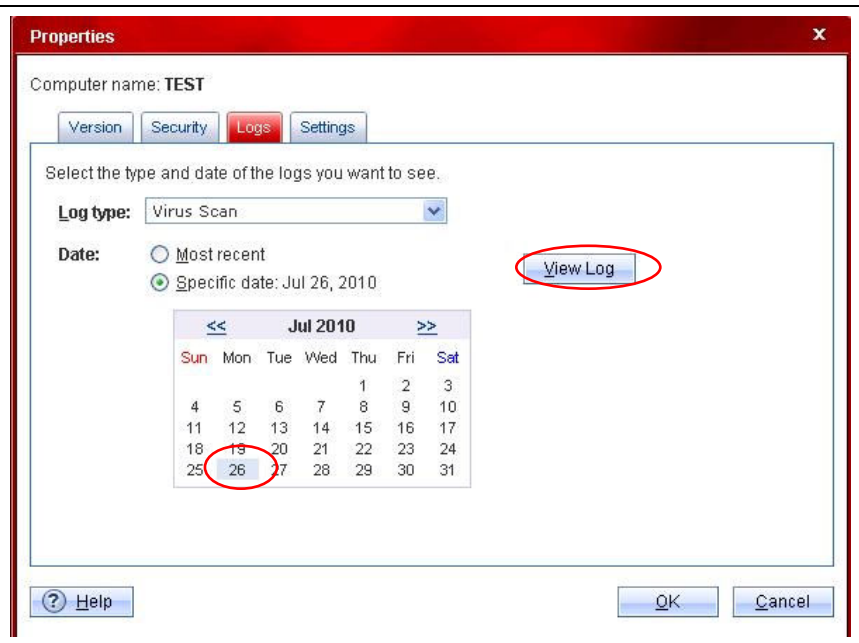 Properties x
Computer name: TEST
Version Security Logs Settings
Select the type and date of the logs you want to see.
Log type: Virus Scan
Date: Most recent
Specific date: Jul 26, 2010
View Log
<< Jul 2010 >>
Sun Mon Tue Wed Thu Fri Sat
1 2 3
4 5 6 7 8 9 10
11 12 13 14 15 16 17
18 19 20 21 22 23 24
25 26 27 28 29 30 31
? Help OK Cancel